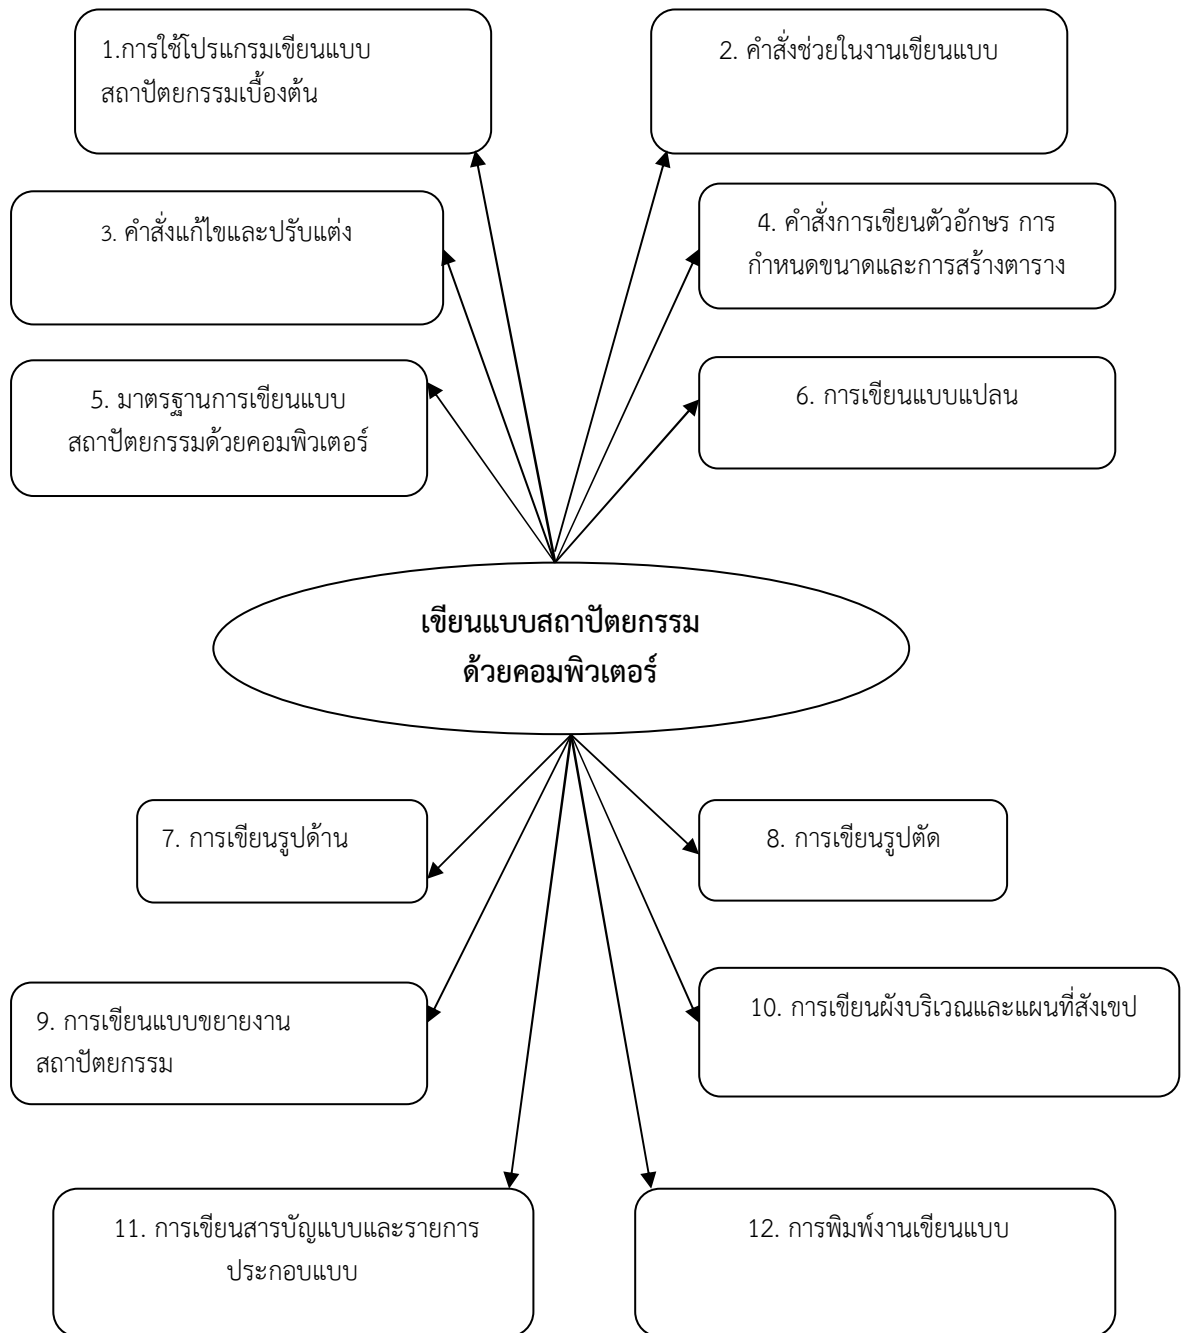 1.การใช้โปรแกรมเขียนแบบ
สถาปัตยกรรมเบื้องต้น
2. คำสั่งช่วยในงานเขียนแบบ
3. คำสั่งแก้ไขและปรับแต่ง
4. คำสั่งการเขียนตัวอักษร การ
กำหนดขนาดและการสร้างตาราง
5. มาตรฐานการเขียนแบบ
สถาปัตยกรรมด้วยคอมพิวเตอร์
6. การเขียนแบบแปลน
เขียนแบบสถาปัตยกรรม
ด้วยคอมพิวเตอร์
7. การเขียนรูปด้าน
8. การเขียนรูปตัด
9. การเขียนแบบขยายงาน
สถาปัตยกรรม
10. การเขียนผังบริเวณและแผนที่สังเขป
11. การเขียนสารบัญแบบและรายการ
ประกอบแบบ
12. การพิมพ์งานเขียนแบบ